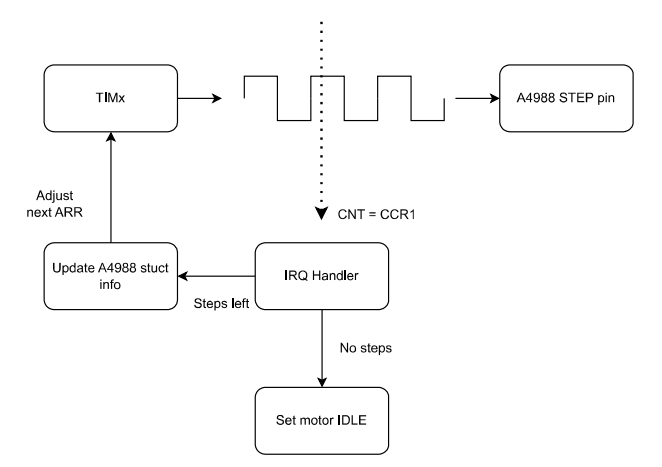 TIMx
A4988 STEP pin
Adjust
next ARR
CNT = CCR1
Update A4988 stuct
info
IRQ Handler
Steps left
No steps
Set motor IDLE